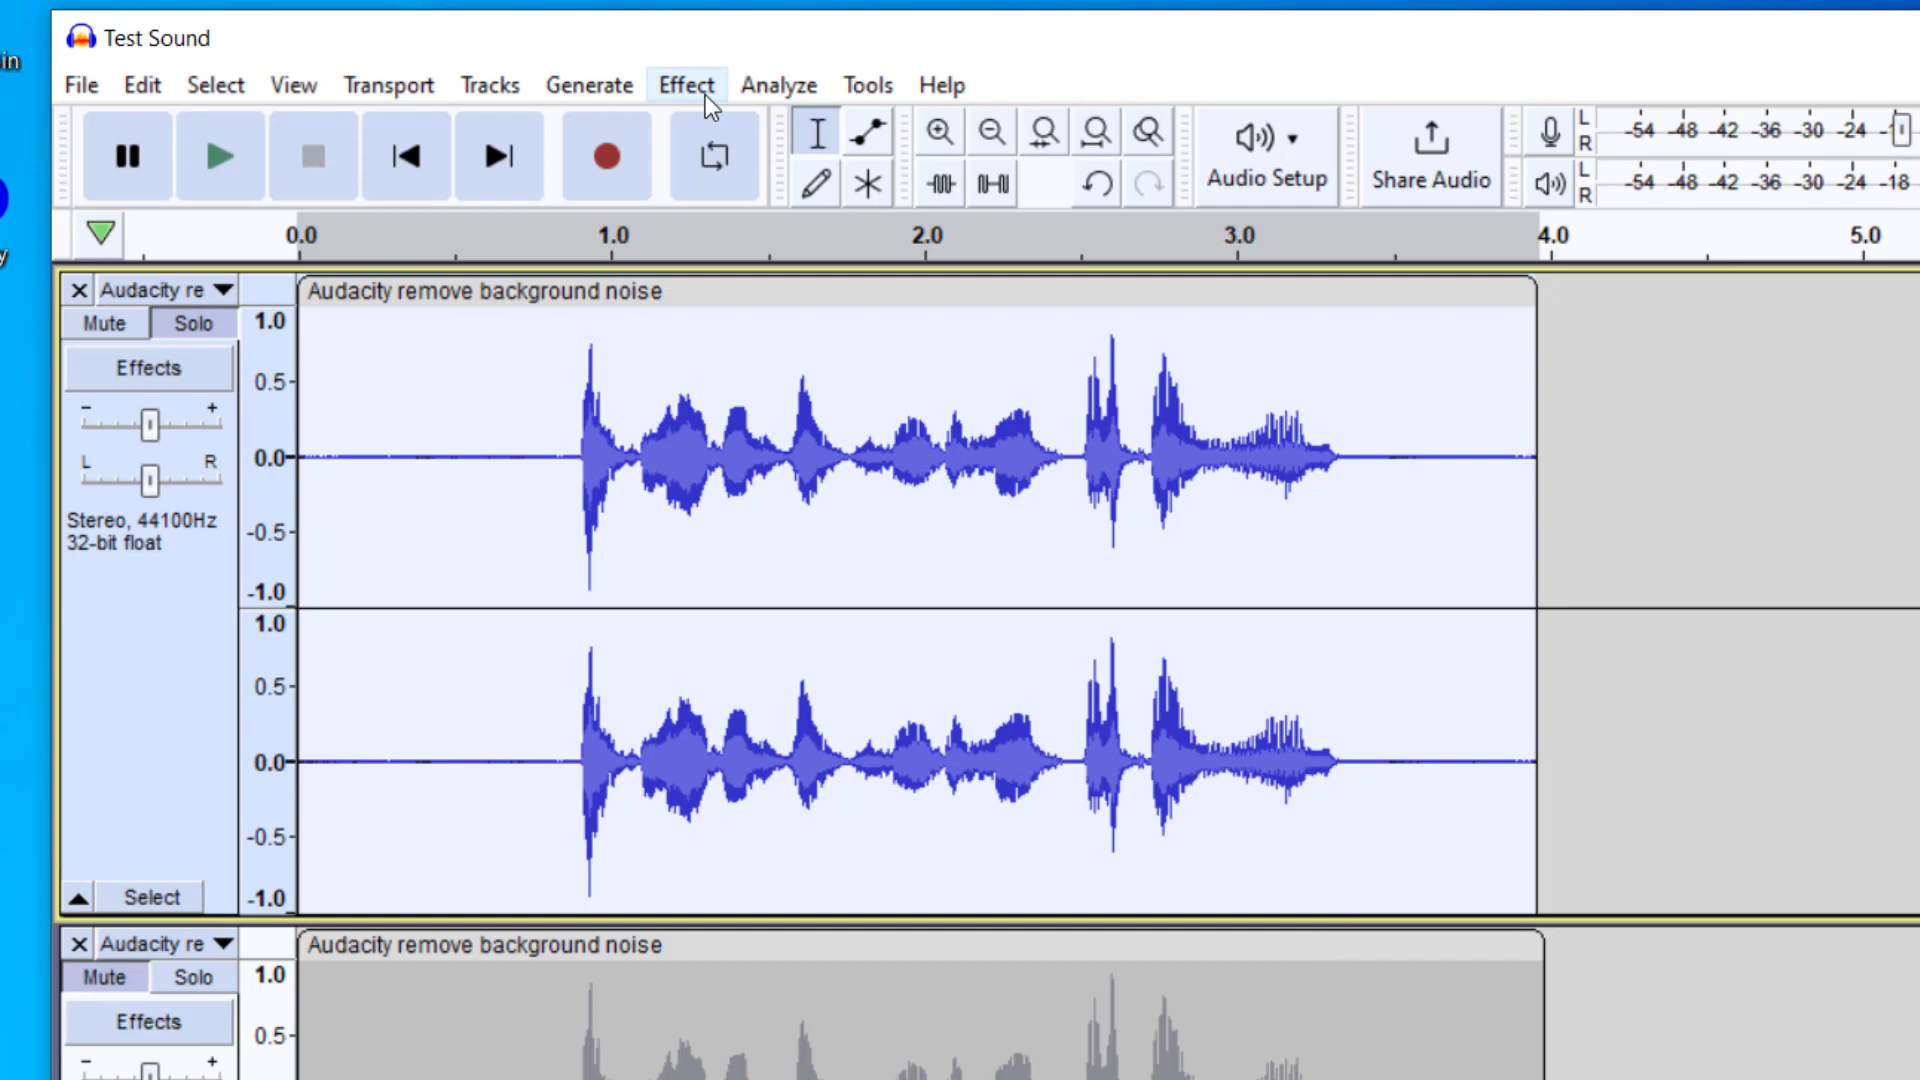 in
y
Test Sound
File Edit Select View Transport Tracks Generate Effect Analyze Tools Help
Audio Setup
Share Audio
L
R
-54 -48 -42 -36 -30 -24
L
R
-54 -48 -42 -36 -30 -24 -18
0.0 1.0 2.0 3.0 4.0 5.0
Audacity re
Audacity remove background noise
Mute Solo
Effects
- +
L R
Stereo, 44100Hz
32-bit float
Select
1.0
0.5
0.0
-0.5
-1.0
1.0
0.5
0.0
-0.5
-1.0
Audacity re
Audacity remove background noise
Mute Solo
Effects
- +
1.0
0.5